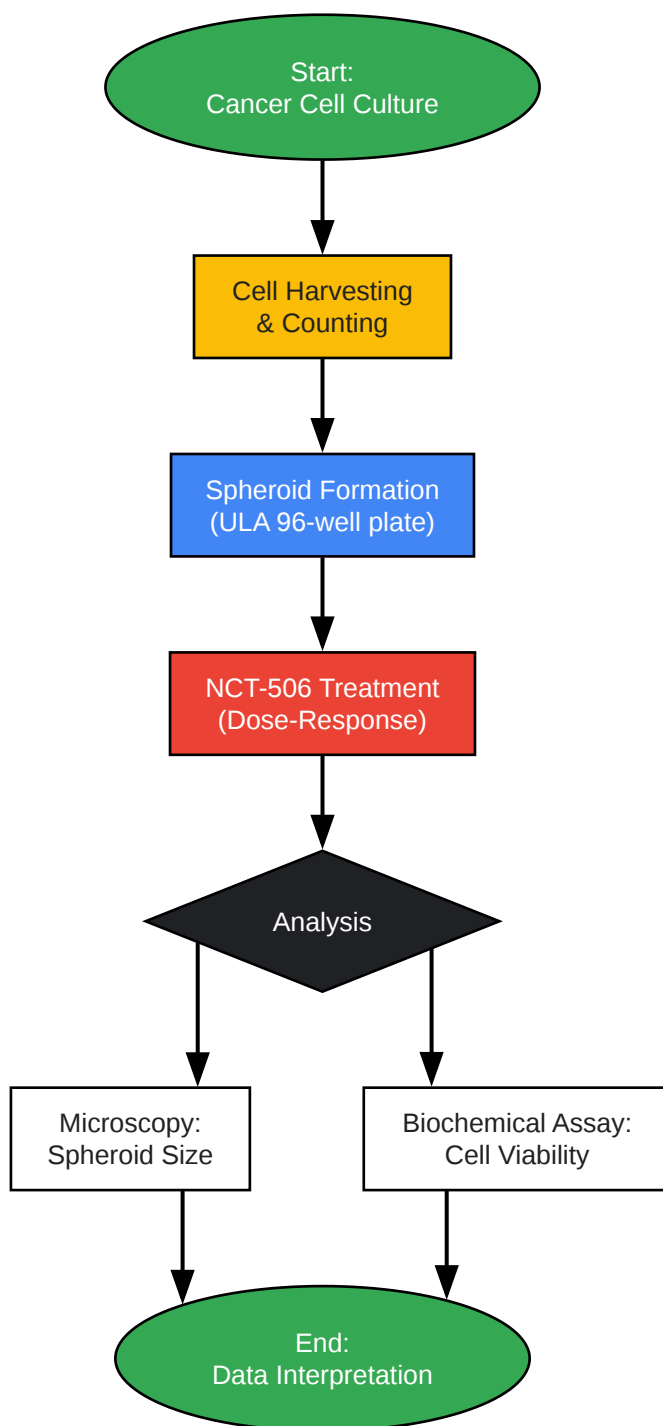 Start:
Cancer Cell Culture
Cell Harvesting
& Counting
Spheroid Formation
(ULA 96-well plate)
NCT-506 Treatment
(Dose-Response)
Analysis
Microscopy:
Spheroid Size
Biochemical Assay:
Cell Viability
End:
Data Interpretation